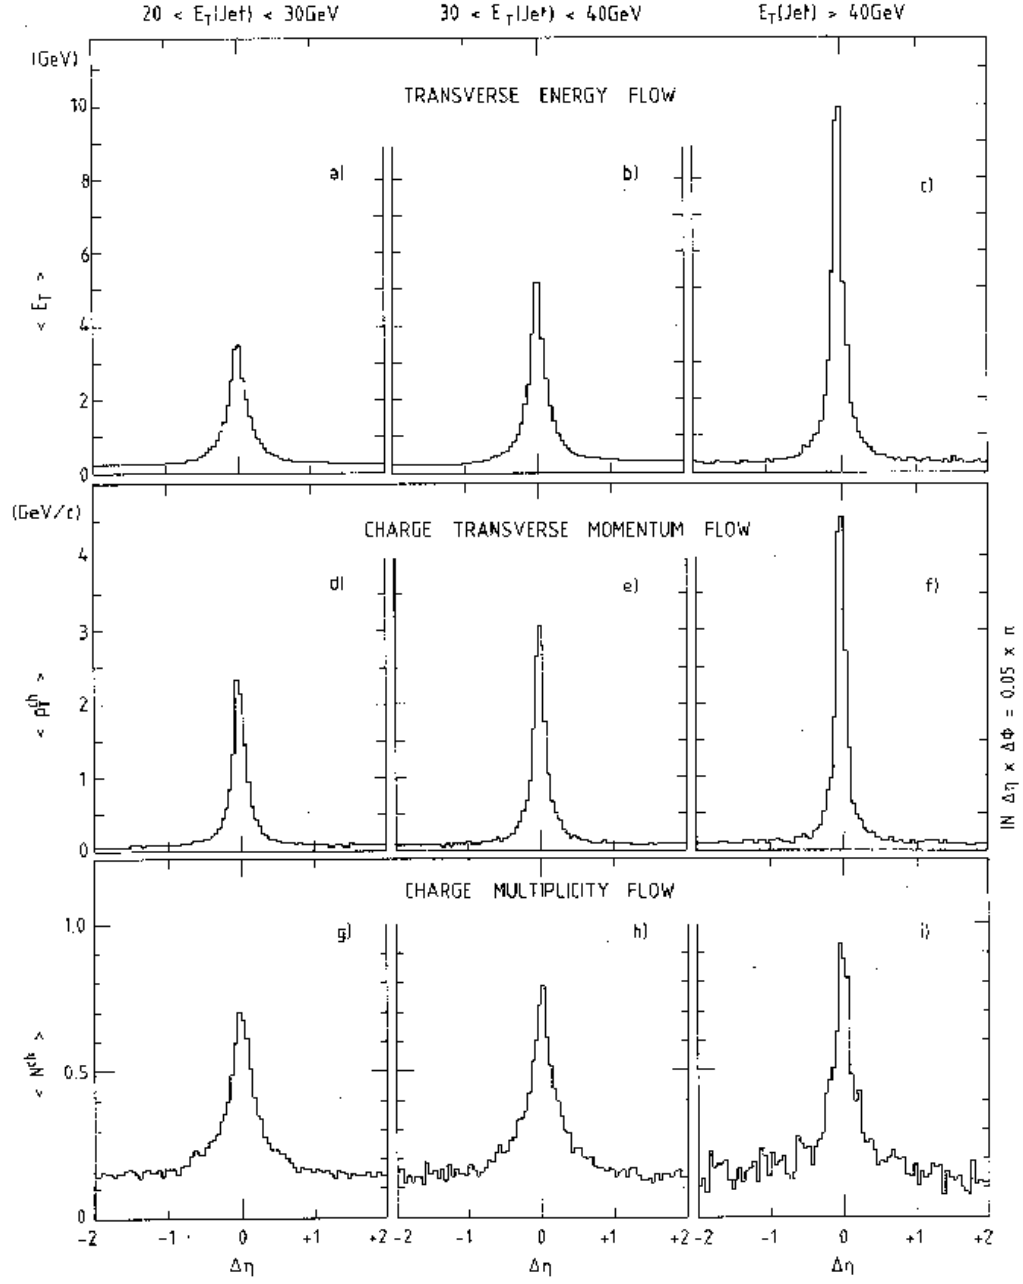 20 < E_T(Jet) < 30GeV 30 < E_T(Jet) < 40GeV E_T(Jet) > 40GeV
(GeV)
TRANSVERSE ENERGY FLOW
a) b) c)
10
8
6
4
2
0
< E_T >
(GeV/c)
CHARGE TRANSVERSE MOMENTUM FLOW
d) e) f)
4
3
2
1
0
< p_T^ch >
IN Δη x ΔΦ = 0.05 x π
CHARGE MULTIPLICITY FLOW
g) h) i)
1.0
0.5
0
< N^ch >
-2 -1 0 +1 +2 -2 -1 0 +1 +2 -2 -1 0 +1 +2
Δη Δη Δη